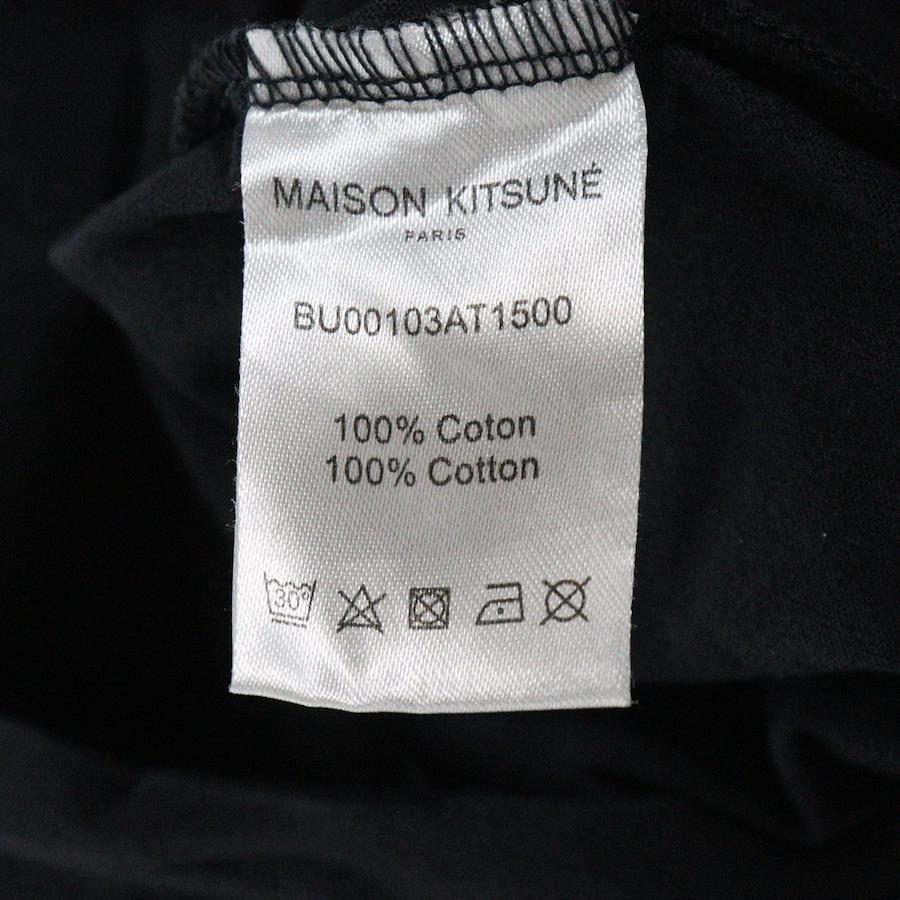 MAISON KITSUNÉ
PARIS
BU00103AT1500
100% Coton
100% Cotton
30°